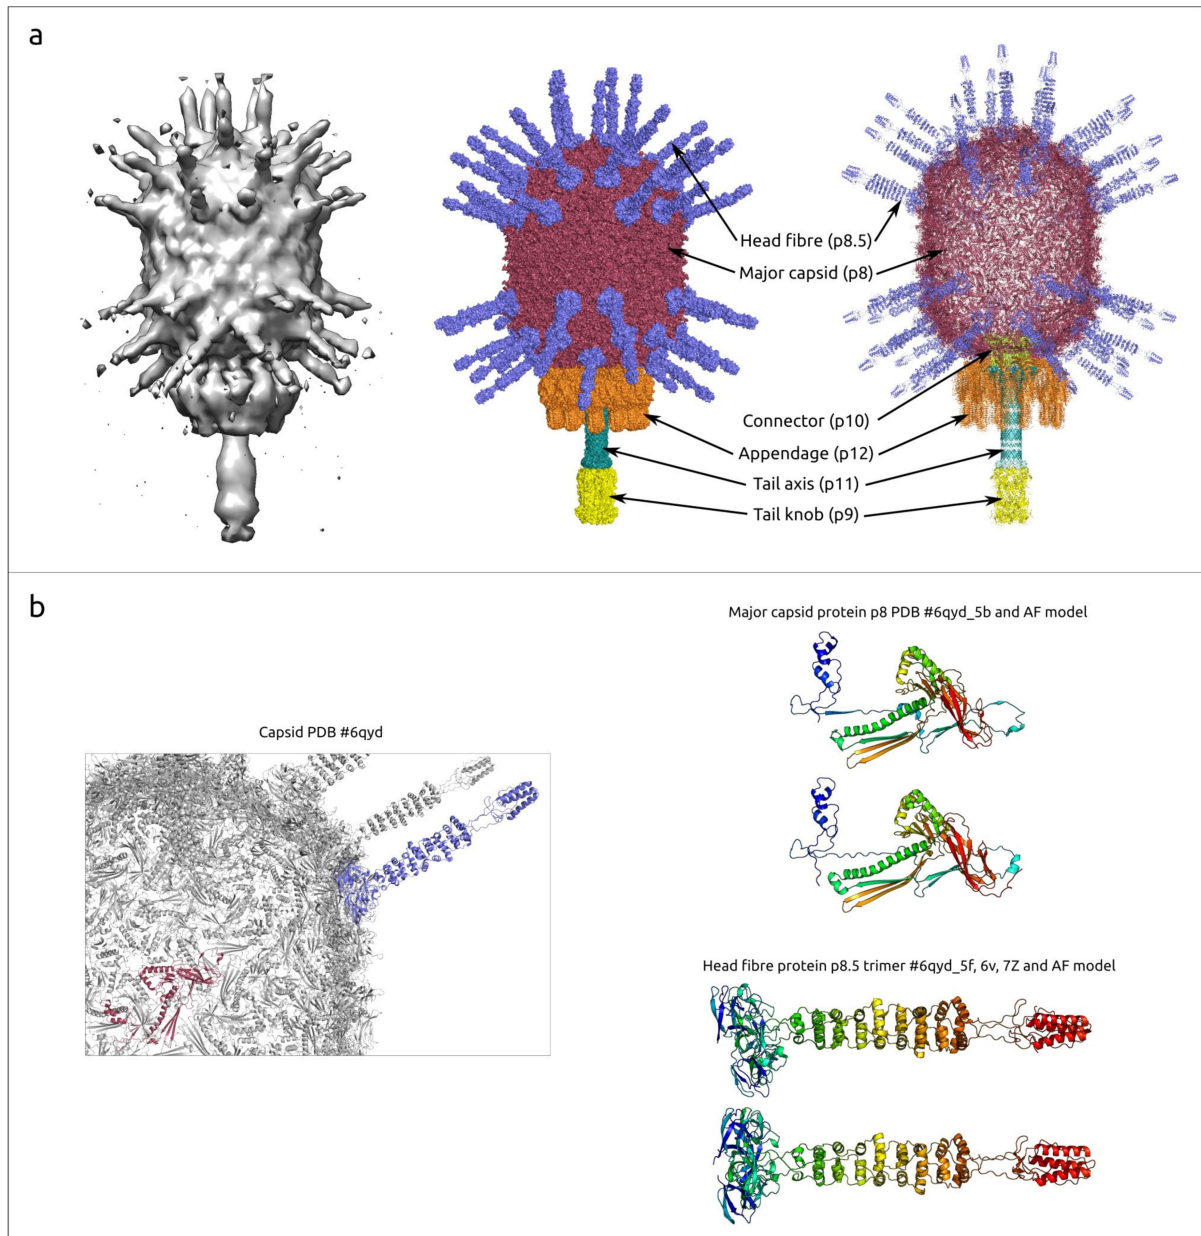 a
Head fibre (p8.5)
Major capsid (p8)
Connector (p10)
Appendage (p12)
Tail axis (p11)
Tail knob (p9)
b
Major capsid protein p8 PDB #6qyd_5b and AF model
Capsid PDB #6qyd
Head fibre protein p8.5 trimer #6qyd_5f, 6v, 7Z and AF model